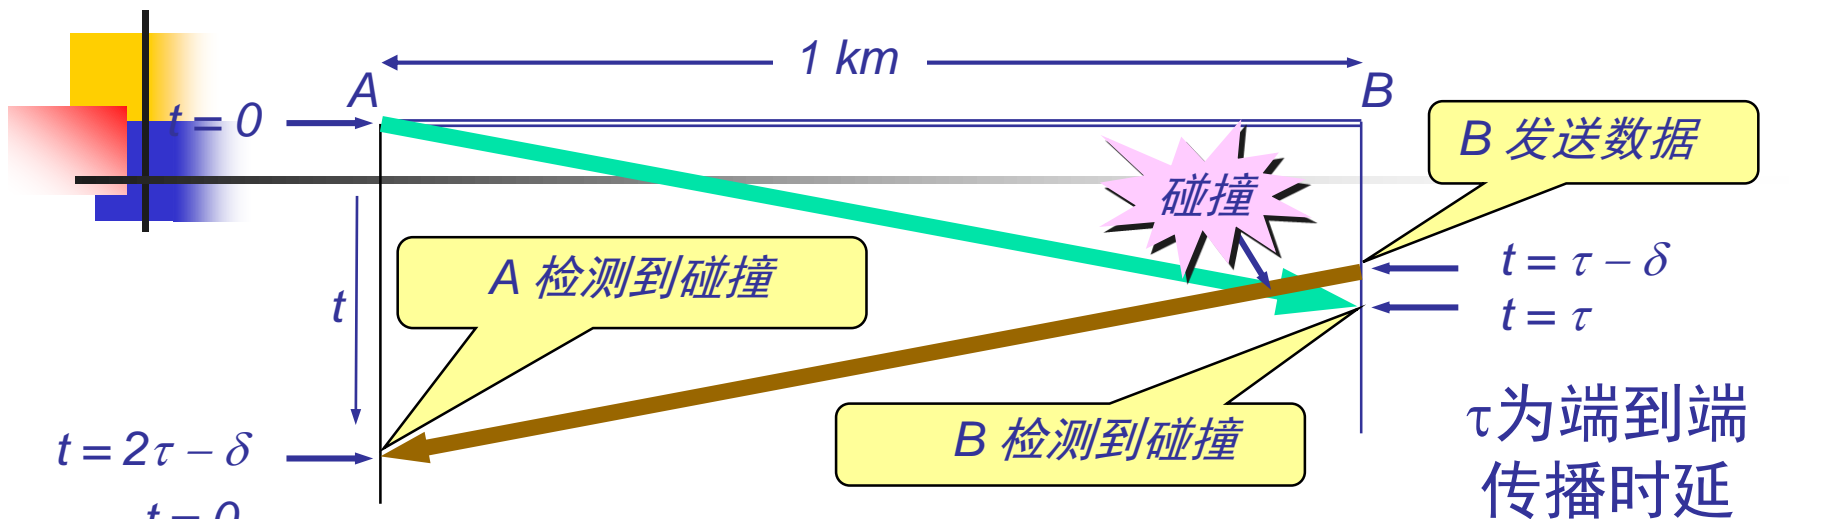 1 km
A
B
t = 0
B 发送数据
碰撞
A 检测到碰撞
t = τ − δ
t
t = τ
B 检测到碰撞
t = 2τ − δ
τ为端到端
传播时延
t = 0